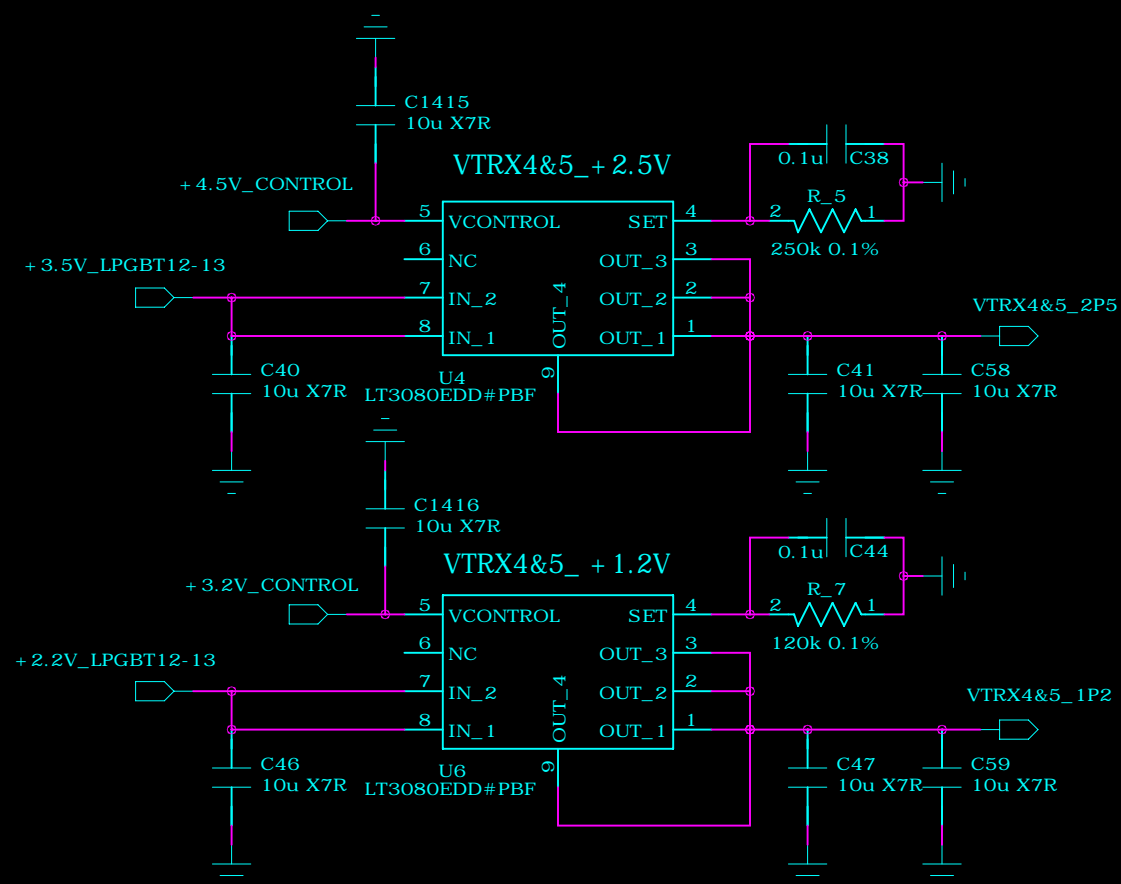 C1415
10u X7R
VTRX4&5_+2.5V
0.1u C38
+4.5V_CONTROL
R_5
5 VCONTROL SET 4 2 1
250k 0.1%
6 NC OUT_3 3
+3.5V_LPGBT12-13
7 IN_2 OUT_4 OUT_2 2
VTRX4&5_2P5
8 IN_1 OUT_1 1
9
C40
10u X7R
U4
LT3080EDD#PBF
C41
10u X7R
C58
10u X7R
C1416
10u X7R
VTRX4&5_ +1.2V
0.1u C44
+3.2V_CONTROL
R_7
5 VCONTROL SET 4 2 1
120k 0.1%
6 NC OUT_3 3
+2.2V_LPGBT12-13
7 IN_2 OUT_4 OUT_2 2
VTRX4&5_1P2
8 IN_1 OUT_1 1
9
C46
10u X7R
U6
LT3080EDD#PBF
C47
10u X7R
C59
10u X7R